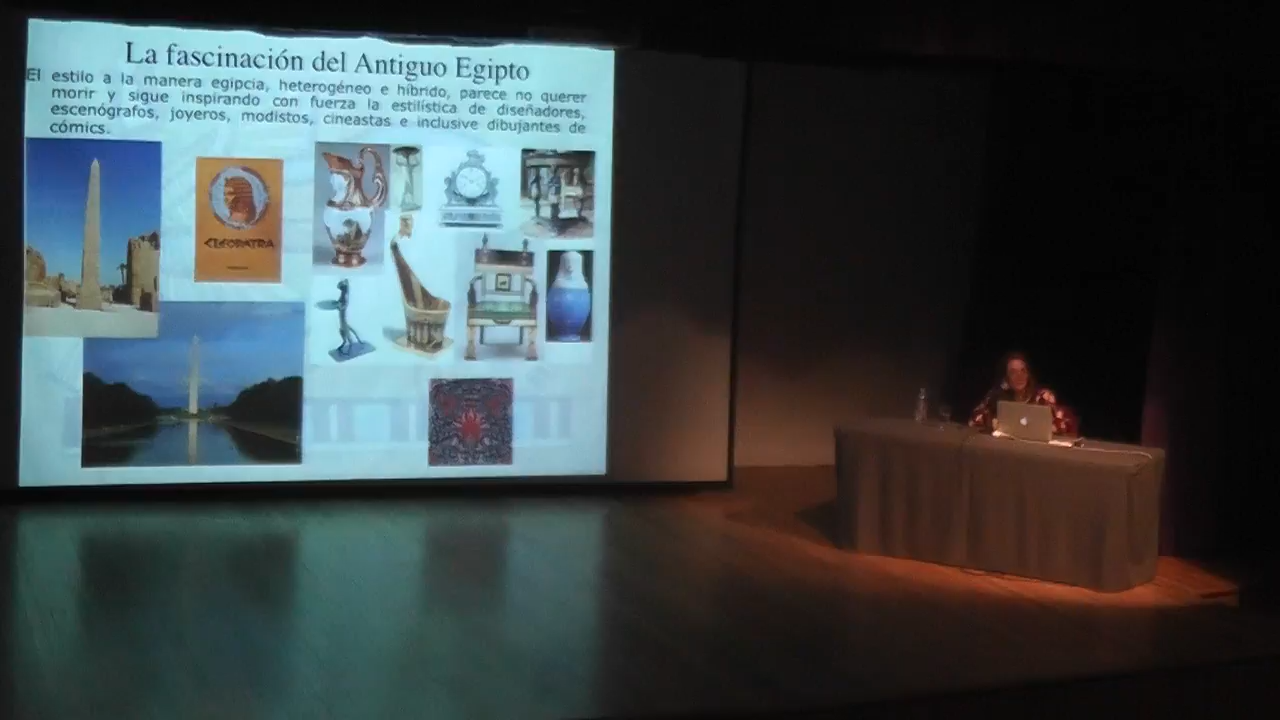 La fascinación del Antiguo Egipto
El estilo a la manera egipcia, heterogéneo e híbrido, parece no querer
morir y sigue inspirando con fuerza la estilística de diseñadores,
escenógrafos, joyeros, modistos, cineastas e inclusive dibujantes de
cómics.
CLEOPATRA